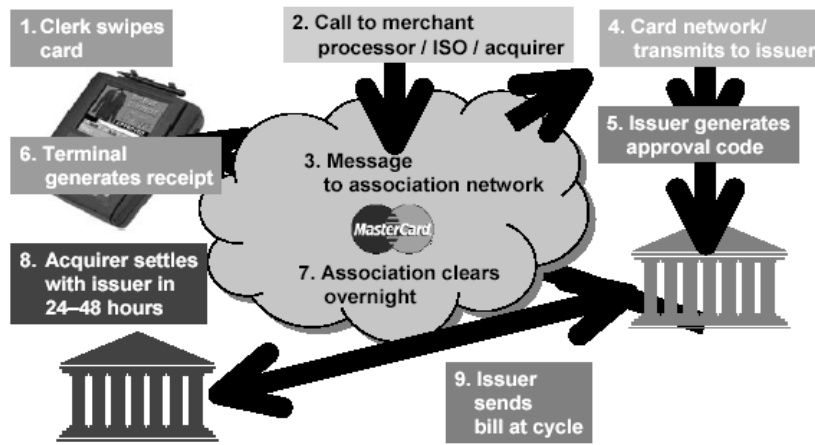 1. Clerk swipes
card
2. Call to merchant
processor / ISO / acquirer
4. Card network/
transmits to issuer
5. Issuer generates
approval code
6. Terminal
generates receipt
3. Message
to association network
MasterCard
7. Association clears
overnight
8. Acquirer settles
with issuer in
24–48 hours
9. Issuer
sends
bill at cycle